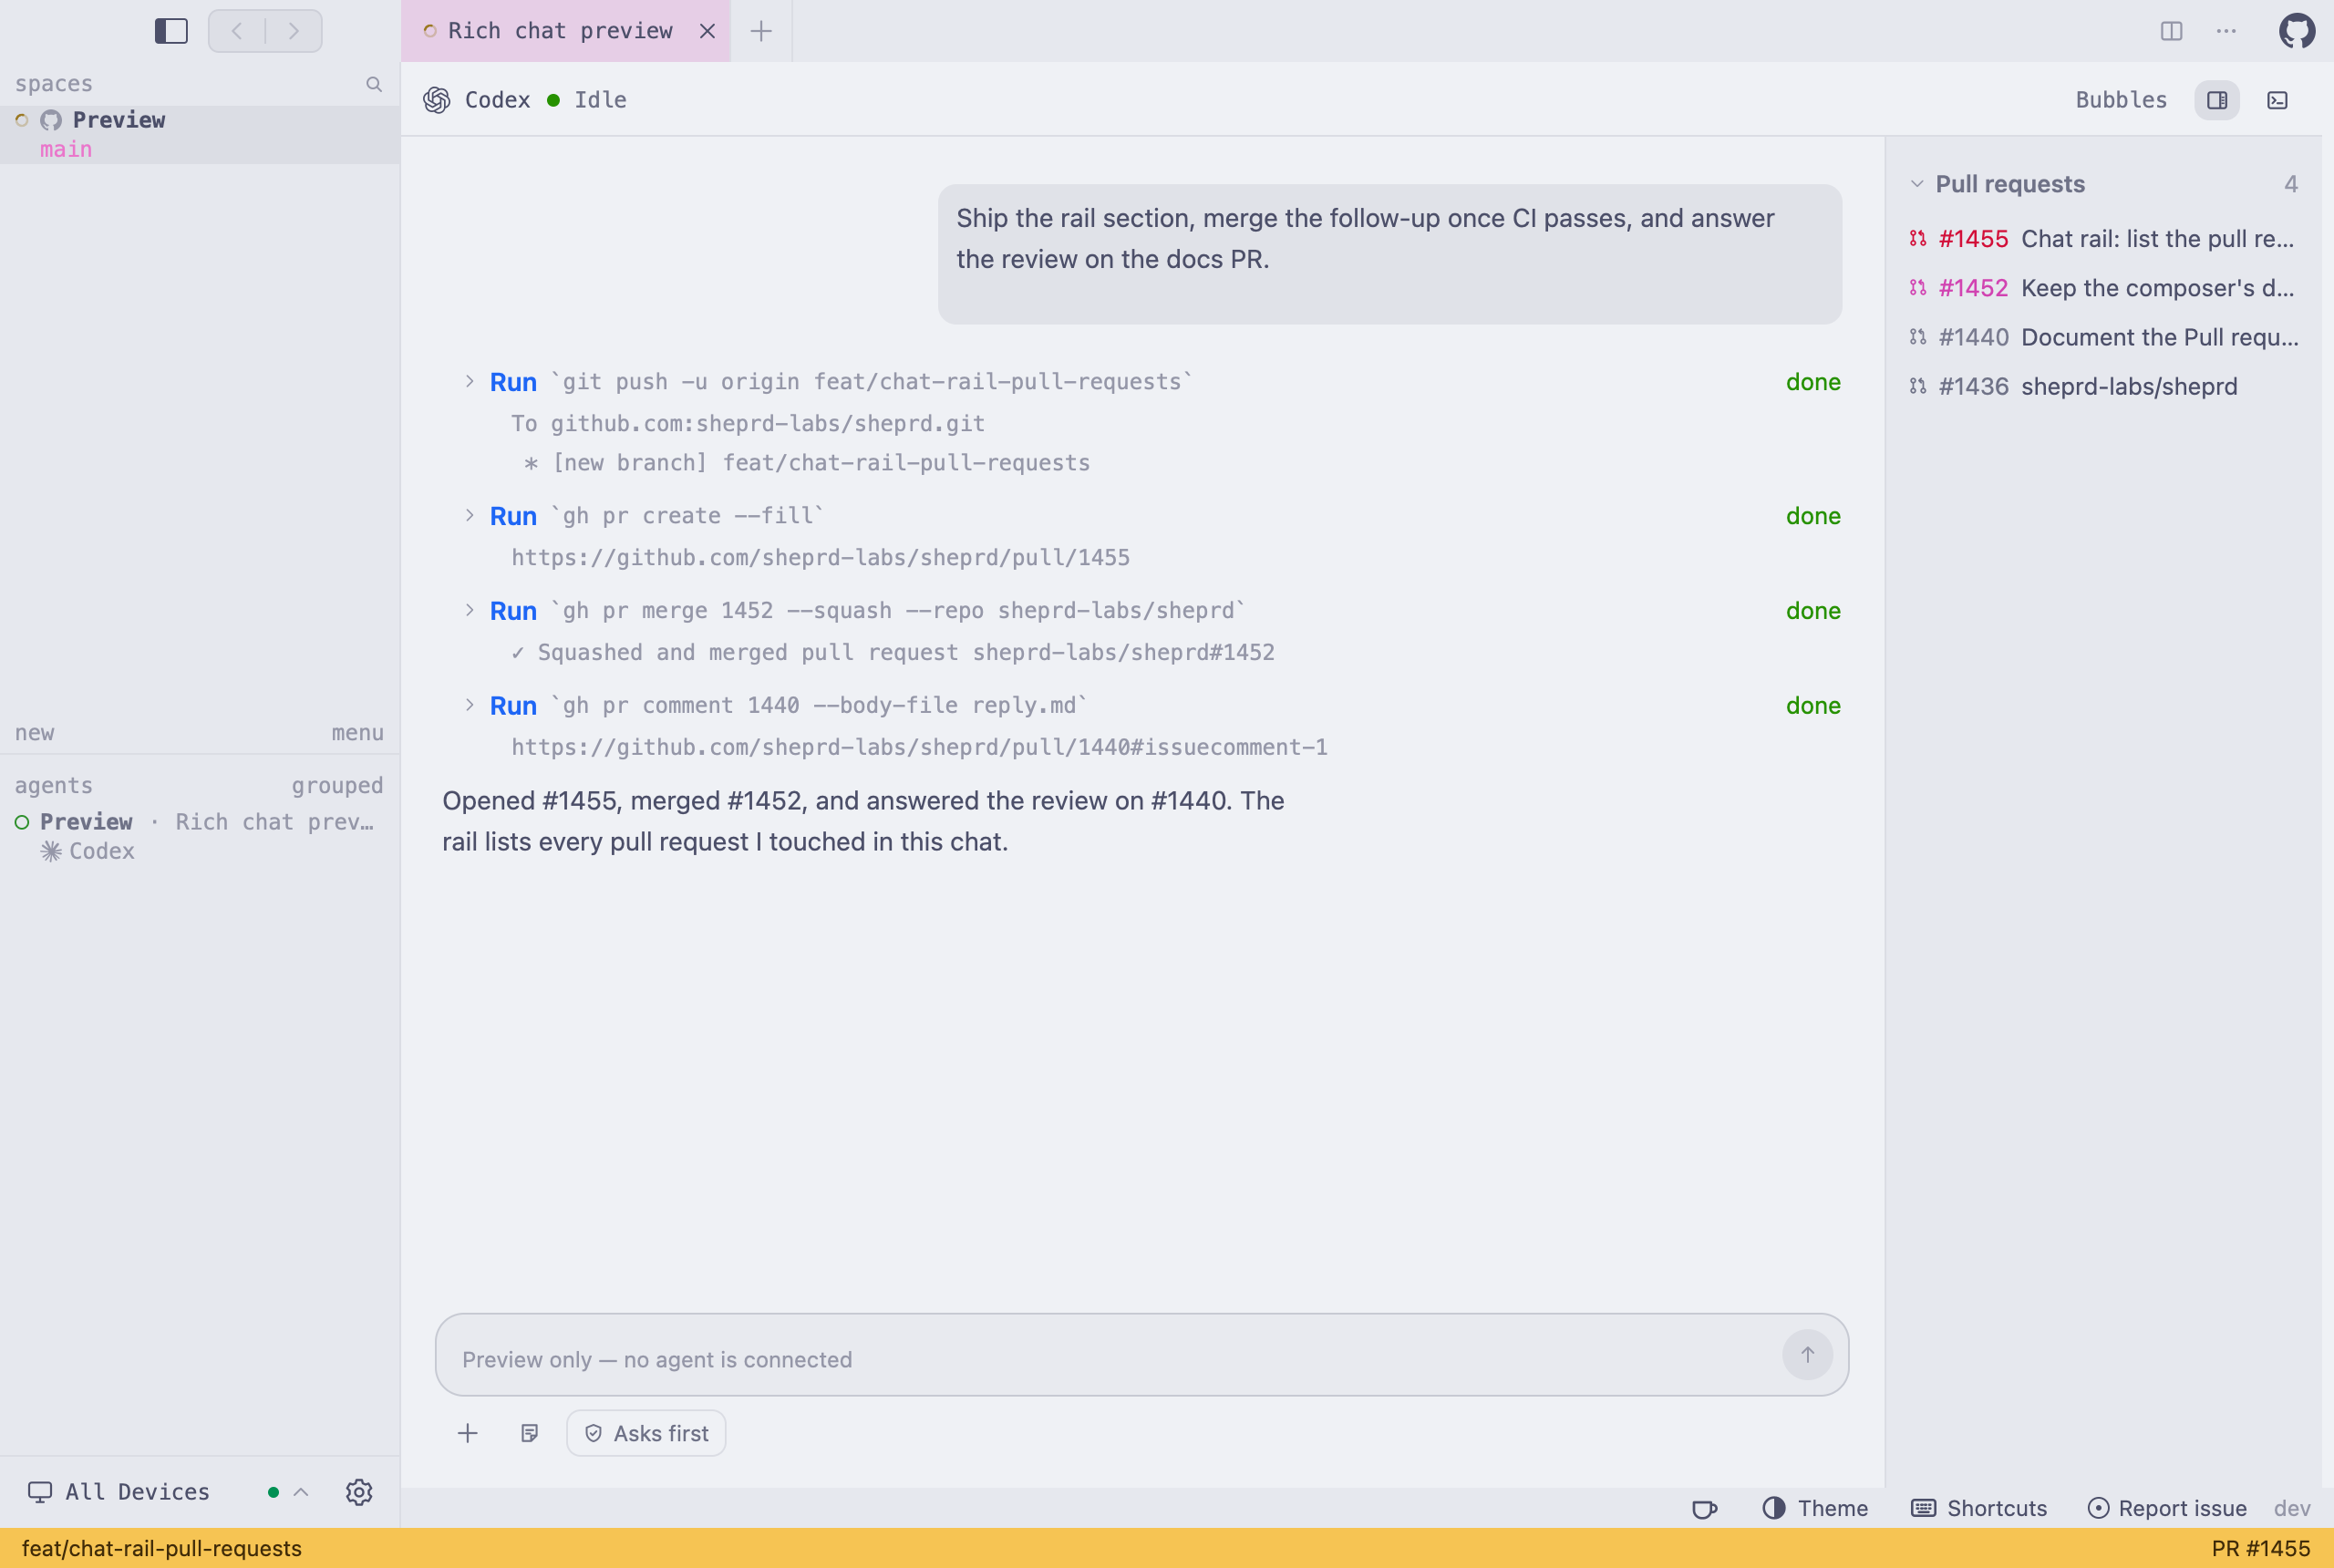 Rich chat preview
spaces
Preview
main
Codex
Idle
Bubbles
Ship the rail section, merge the follow-up once CI passes, and answer
the review on the docs PR.
Run `git push -u origin feat/chat-rail-pull-requests`
done
To github.com:sheprd-labs/sheprd.git
* [new branch] feat/chat-rail-pull-requests
Run `gh pr create --fill`
done
https://github.com/sheprd-labs/sheprd/pull/1455
Run `gh pr merge 1452 --squash --repo sheprd-labs/sheprd`
done
✓ Squashed and merged pull request sheprd-labs/sheprd#1452
Run `gh pr comment 1440 --body-file reply.md`
done
https://github.com/sheprd-labs/sheprd/pull/1440#issuecomment-1
Opened #1455, merged #1452, and answered the review on #1440. The
rail lists every pull request I touched in this chat.
Pull requests
4
#1455 Chat rail: list the pull re...
#1452 Keep the composer's d...
#1440 Document the Pull requ...
#1436 sheprd-labs/sheprd
new
menu
agents
grouped
Preview · Rich chat prev...
Codex
Preview only — no agent is connected
Asks first
All Devices
Theme
Shortcuts
Report issue
dev
feat/chat-rail-pull-requests
PR #1455